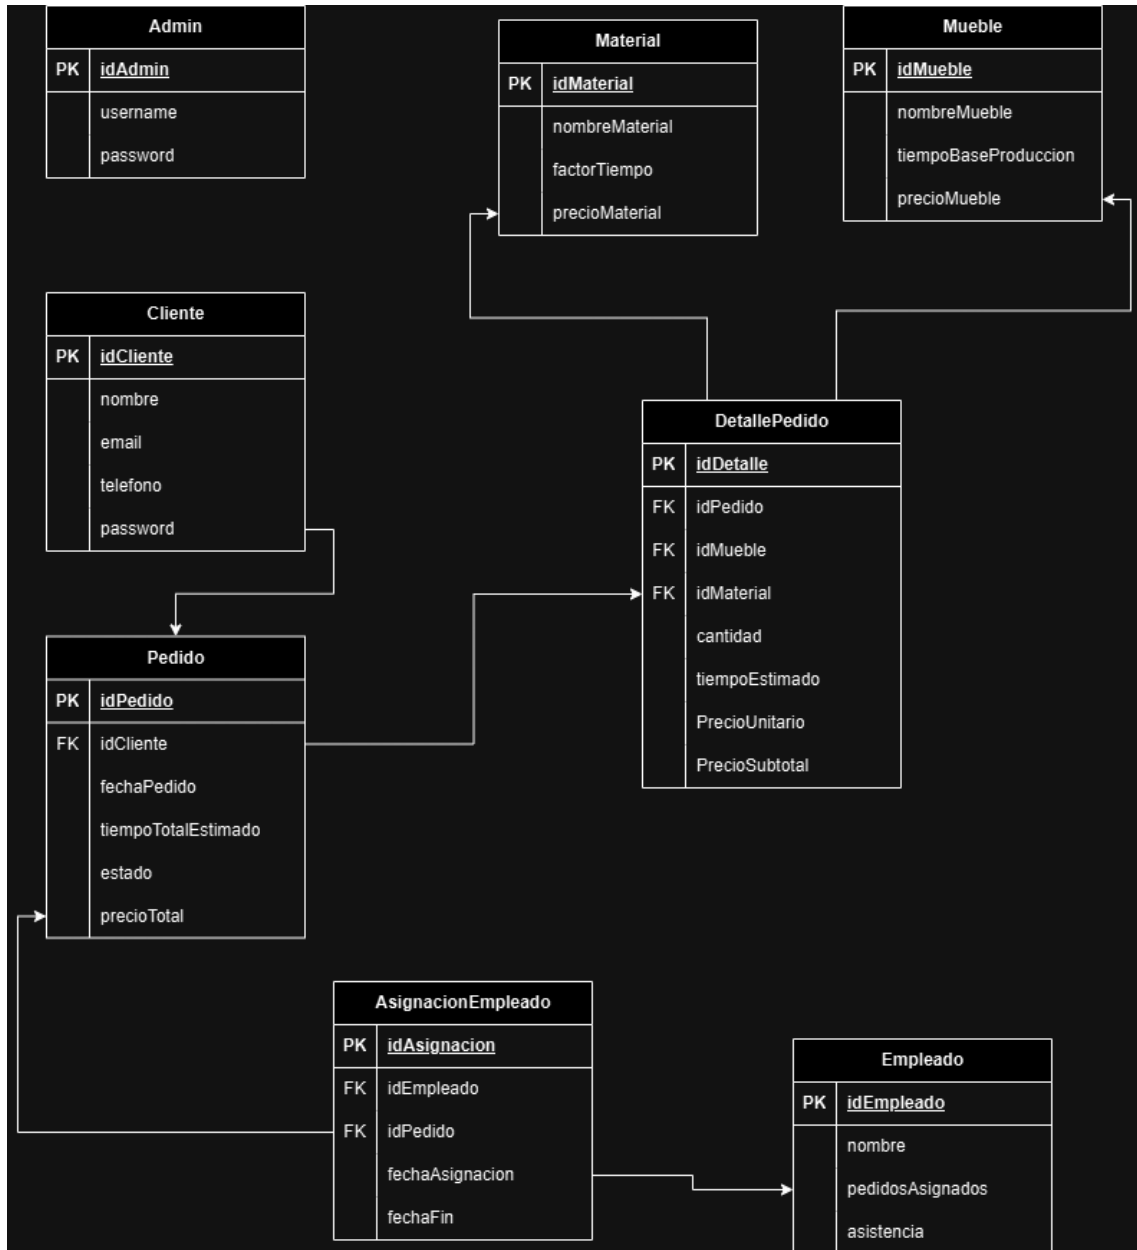 Admin
PK idAdmin
username
password
Material
PK idMaterial
nombreMaterial
factorTiempo
precioMaterial
Mueble
PK idMueble
nombreMueble
tiempoBaseProduccion
precioMueble
Cliente
PK idCliente
nombre
email
telefono
password
DetallePedido
PK idDetalle
FK idPedido
FK idMueble
FK idMaterial
cantidad
tiempoEstimado
PrecioUnitario
PrecioSubtotal
Pedido
PK idPedido
FK idCliente
fechaPedido
tiempoTotalEstimado
estado
precioTotal
AsignacionEmpleado
PK idAsignacion
FK idEmpleado
FK idPedido
fechaAsignacion
fechaFin
Empleado
PK idEmpleado
nombre
pedidosAsignados
asistencia